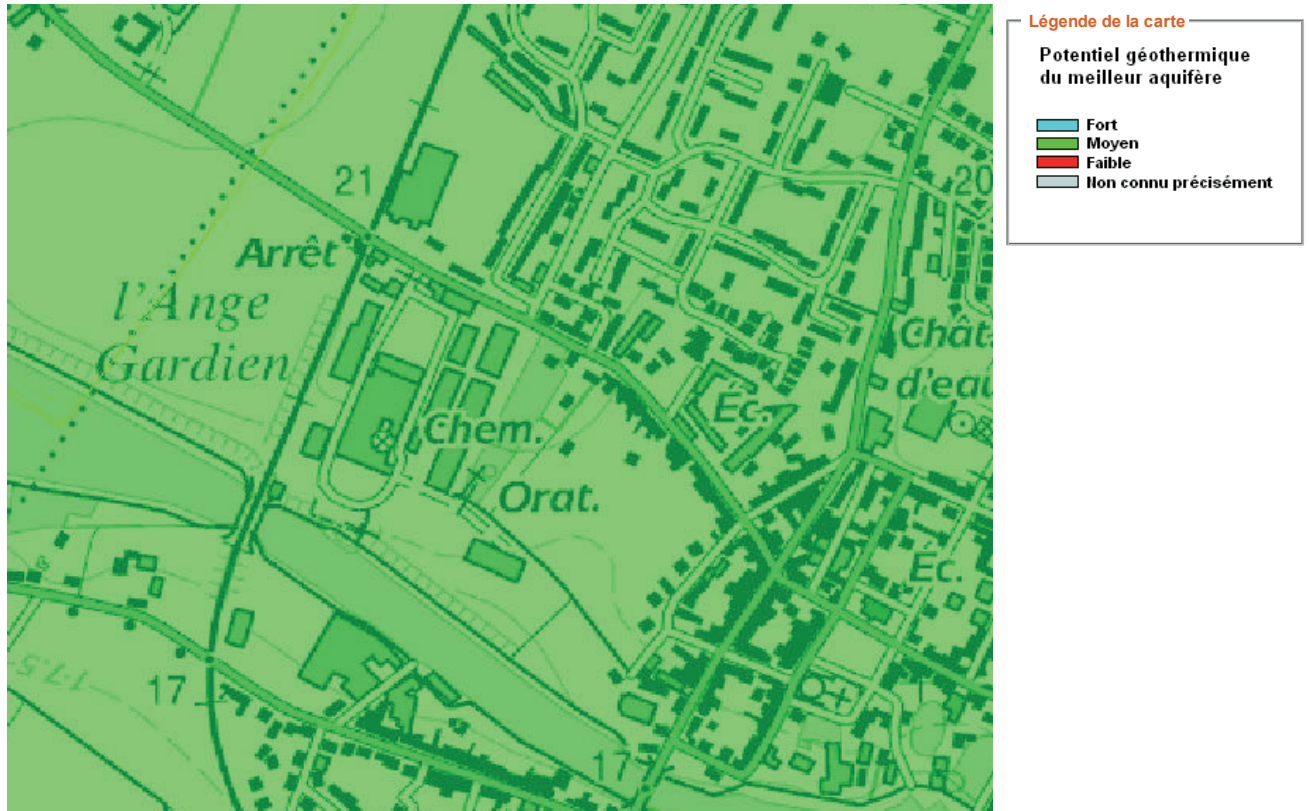 21
20
Arrêt
l'Ange
Gardien
Chât.
d'eau
Éc.
Chem.
Orat.
Éc.
17
17
Légende de la carte
Potentiel géothermique
du meilleur aquifère
Fort
Moyen
Faible
Non connu précisément